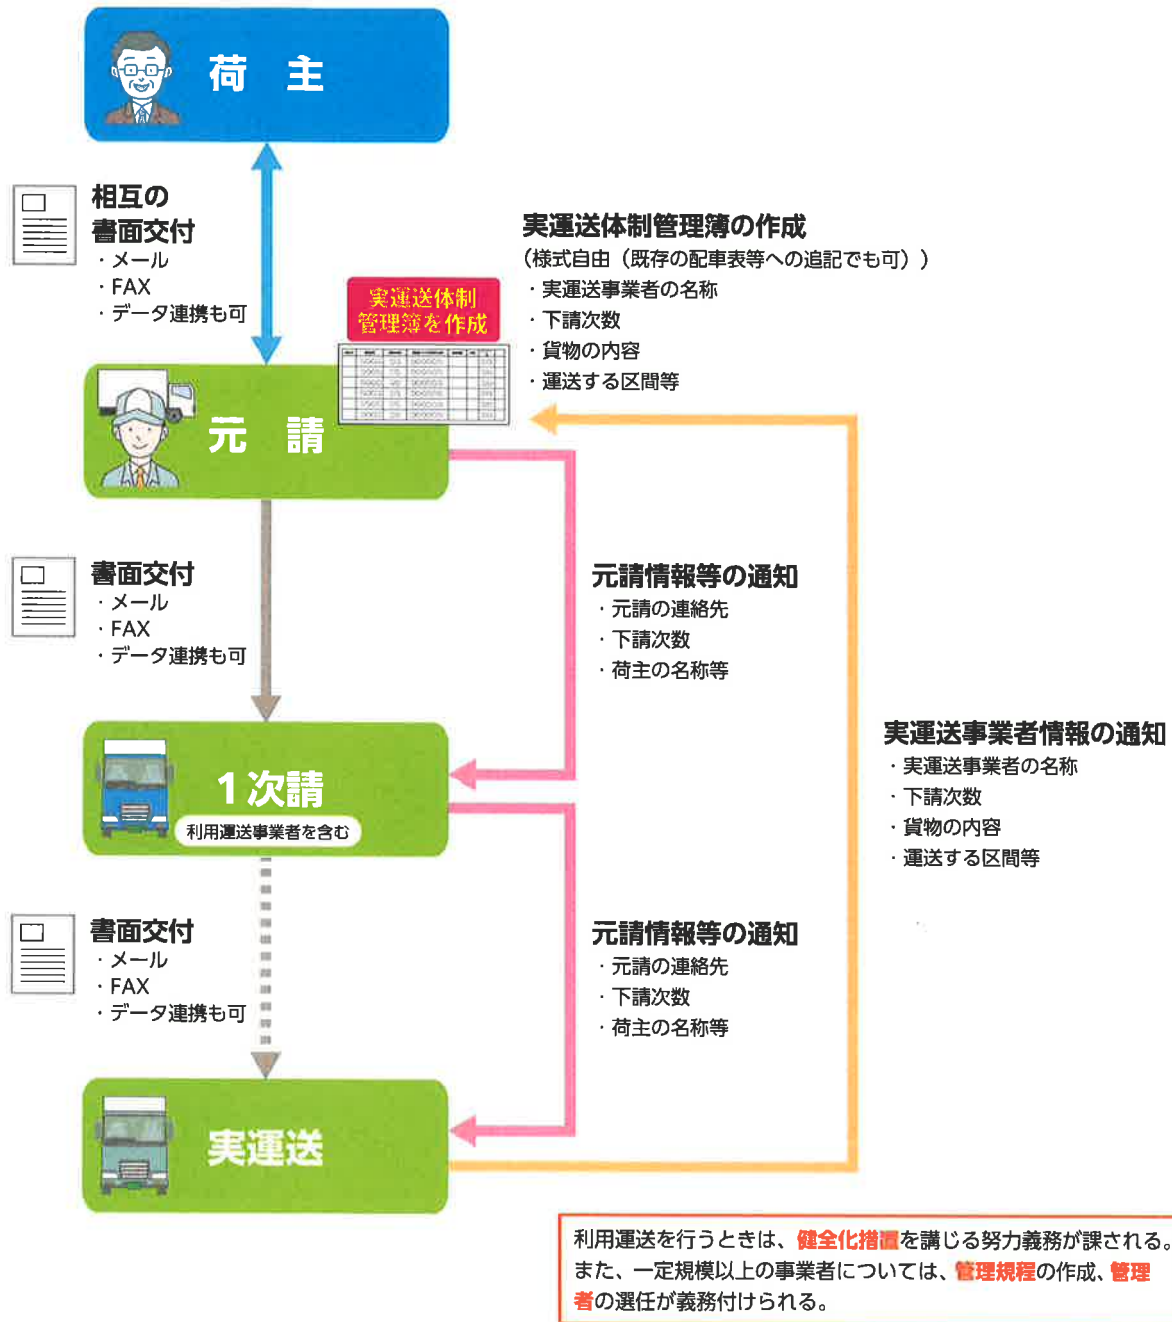 荷 主
相互の
書面交付
・メール
・FAX
・データ連携も可
実運送体制管理簿の作成
(様式自由(既存の配車表等への追記でも可))
・実運送事業者の名称
・下請次数
・貨物の内容
・運送する区間等
実運送体制
管理簿を作成
元 請
書面交付
・メール
・FAX
・データ連携も可
元請情報等の通知
・元請の連絡先
・下請次数
・荷主の名称等
1次請
利用運送事業者を含む
実運送事業者情報の通知
・実運送事業者の名称
・下請次数
・貨物の内容
・運送する区間等
書面交付
・メール
・FAX
・データ連携も可
元請情報等の通知
・元請の連絡先
・下請次数
・荷主の名称等
実運送
利用運送を行うときは、健全化措置を講じる努力義務が課される。
また、一定規模以上の事業者については、管理規程の作成、管理
者の選任が義務付けられる。